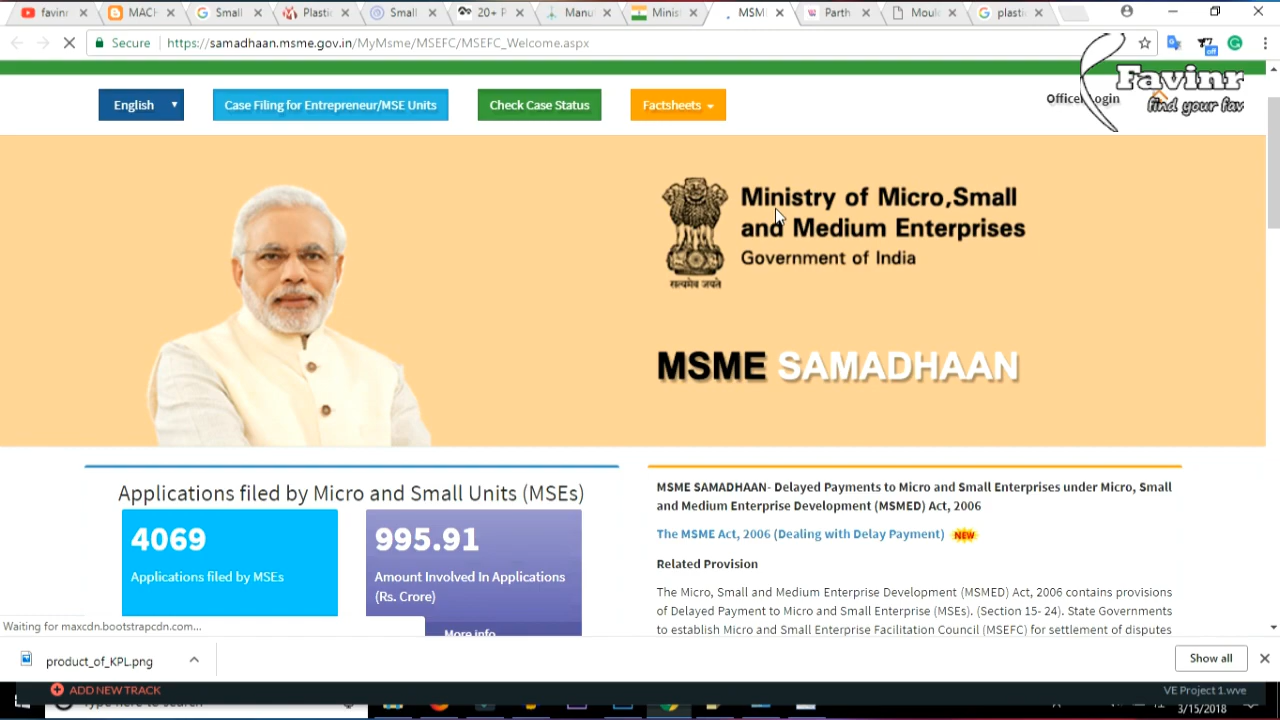 favinr
MACH
Small
Plastic
Small
20+ P
Manu
Minist
MSME
Parth
Moul
plasti
Secure
https://samadhaan.msme.gov.in/MyMsme/MSEFC/MSEFC_Welcome.aspx
Favinr
find your fav
English
Case Filing for Entrepreneur/MSE Units
Check Case Status
Factsheets
Officer Login
Ministry of Micro,Small
and Medium Enterprises
Government of India
सत्यमेव जयते
MSME SAMADHAAN
Applications filed by Micro and Small Units (MSEs)
4069
Applications filed by MSEs
995.91
Amount Involved In Applications
(Rs. Crore)
More info
MSME SAMADHAAN- Delayed Payments to Micro and Small Enterprises under Micro, Small
and Medium Enterprise Development (MSMED) Act, 2006
The MSME Act, 2006 (Dealing with Delay Payment) NEW
Related Provision
The Micro, Small and Medium Enterprise Development (MSMED) Act, 2006 contains provisions
of Delayed Payment to Micro and Small Enterprise (MSEs). (Section 15- 24). State Governments
to establish Micro and Small Enterprise Facilitation Council (MSEFC) for settlement of disputes
Waiting for maxcdn.bootstrapcdn.com...
product_of_KPL.png
Show all
ADD NEW TRACK
VE Project 1.wve
Type here to search
3/15/2018